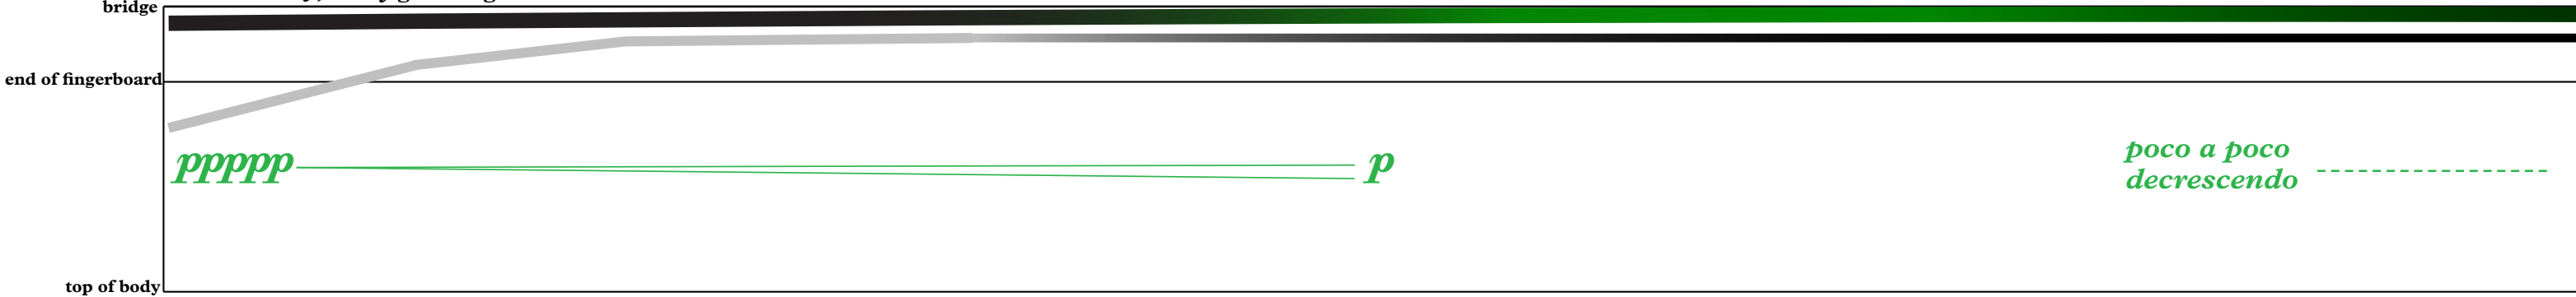 bridge
end of fingerboard
ppppp
p
poco a poco
decrescendo
top of body